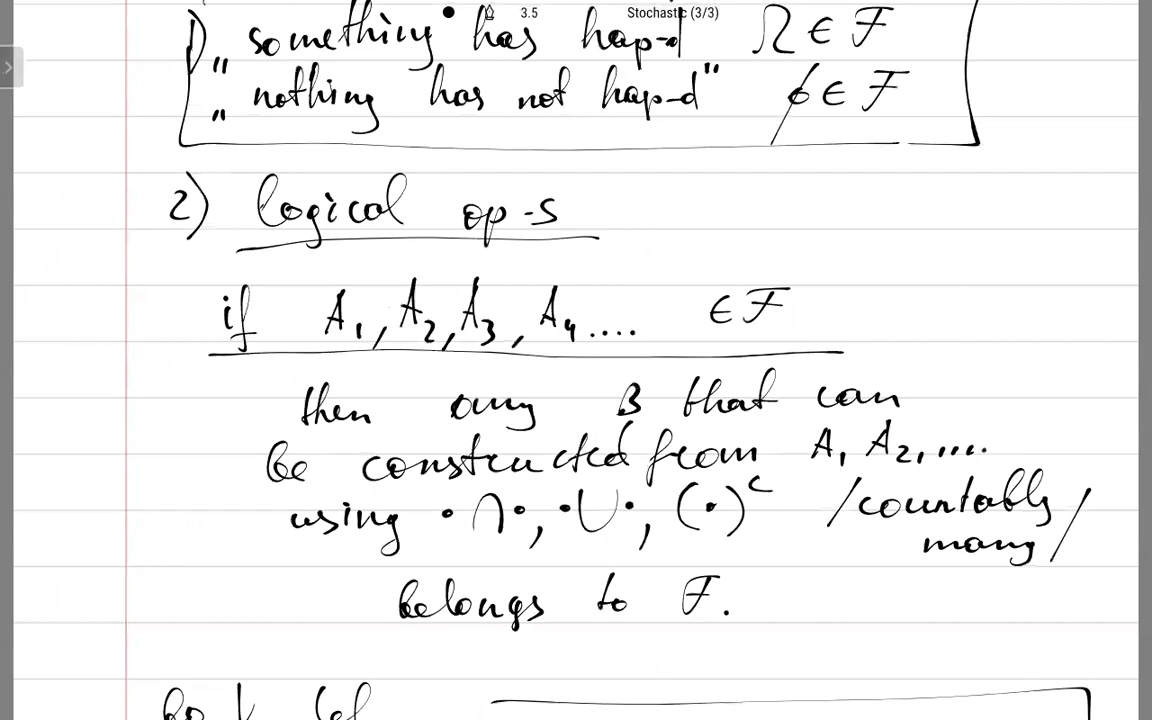 3.5 Stochastic (3/3)
1) „something has hap-d Ω ∈ F
„nothing has not hap-d" ∅ ∈ F
2) logical op-s
if A₁, A₂, A₃, A₄.... ∈ F
then any B that can
be constructed from A₁ A₂,....
using •∩•, •∪•, (•)ᶜ /countably
many/
belongs to F.